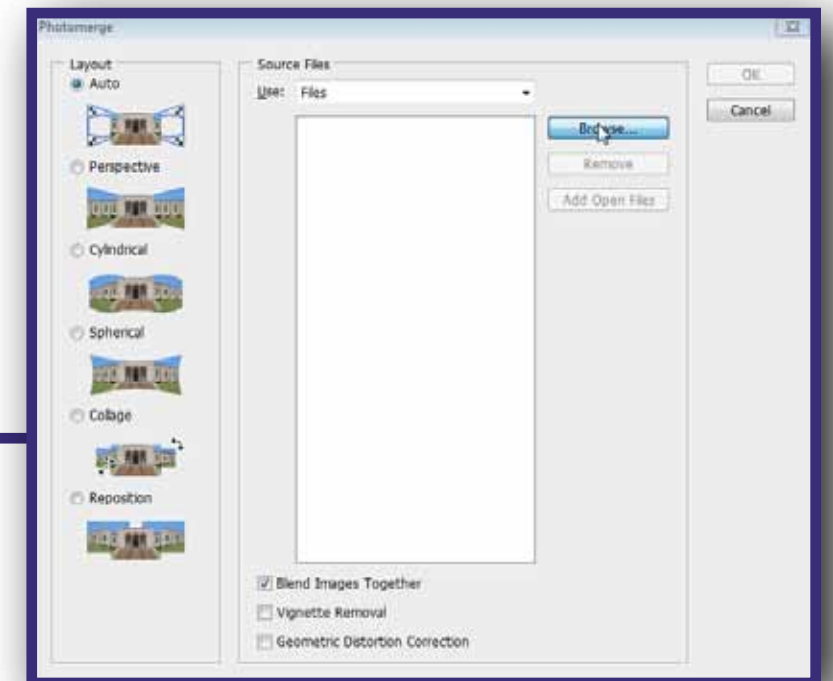 Photomerge
Layout
Auto
Perspective
Cylindrical
Spherical
Collage
Reposition
Source Files
Use: Files
Browse...
Remove
Add Open Files
Blend Images Together
Vignette Removal
Geometric Distortion Correction
OK
Cancel